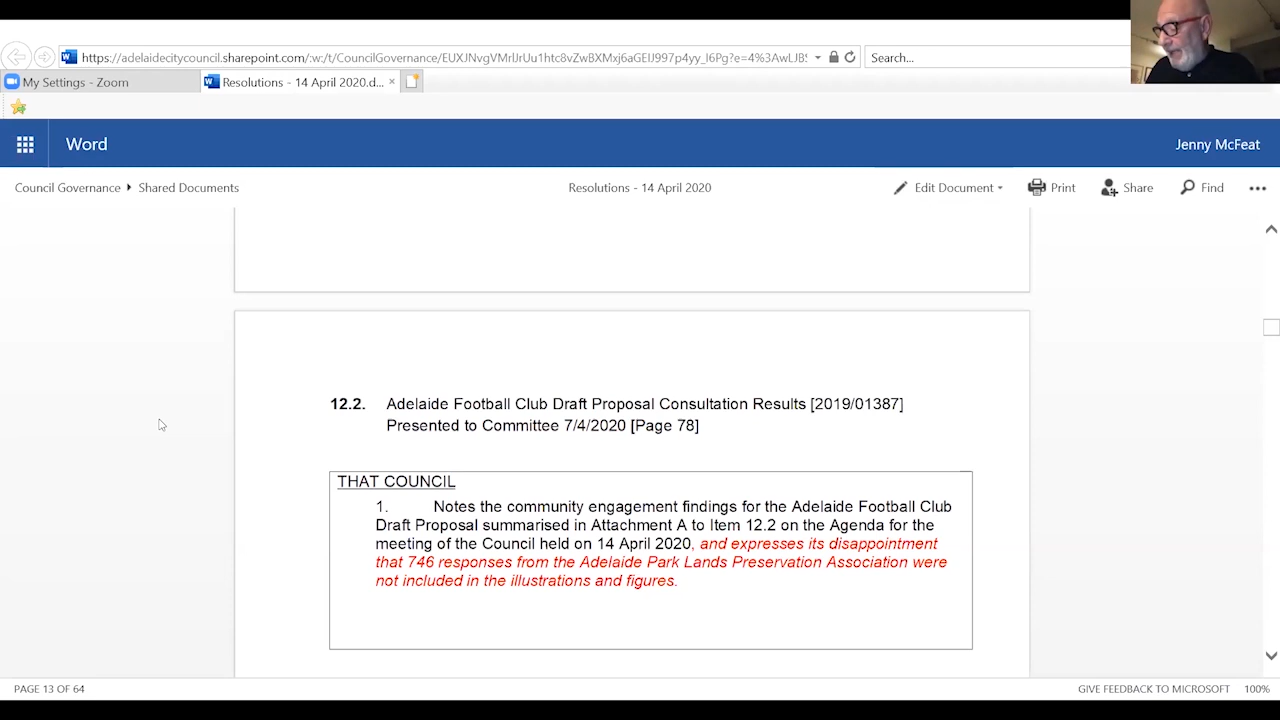 https://adelaidecitycouncil.sharepoint.com/:w:/t/CouncilGovernance/EUXJNvgVMrlJrUu1htc8vZwBXMxj6aGEIJ997p4yy_I6Pg?e=4%3AwLJBS
Search...
My Settings - Zoom
Resolutions - 14 April 2020.d...
Word
Jenny McFeat
Council Governance Shared Documents
Resolutions - 14 April 2020
Edit Document
Print
Share
Find
12.2. Adelaide Football Club Draft Proposal Consultation Results [2019/01387]
Presented to Committee 7/4/2020 [Page 78]
THAT COUNCIL
1. Notes the community engagement findings for the Adelaide Football Club
Draft Proposal summarised in Attachment A to Item 12.2 on the Agenda for the
meeting of the Council held on 14 April 2020, and expresses its disappointment
that 746 responses from the Adelaide Park Lands Preservation Association were
not included in the illustrations and figures.
PAGE 13 OF 64
GIVE FEEDBACK TO MICROSOFT 100%